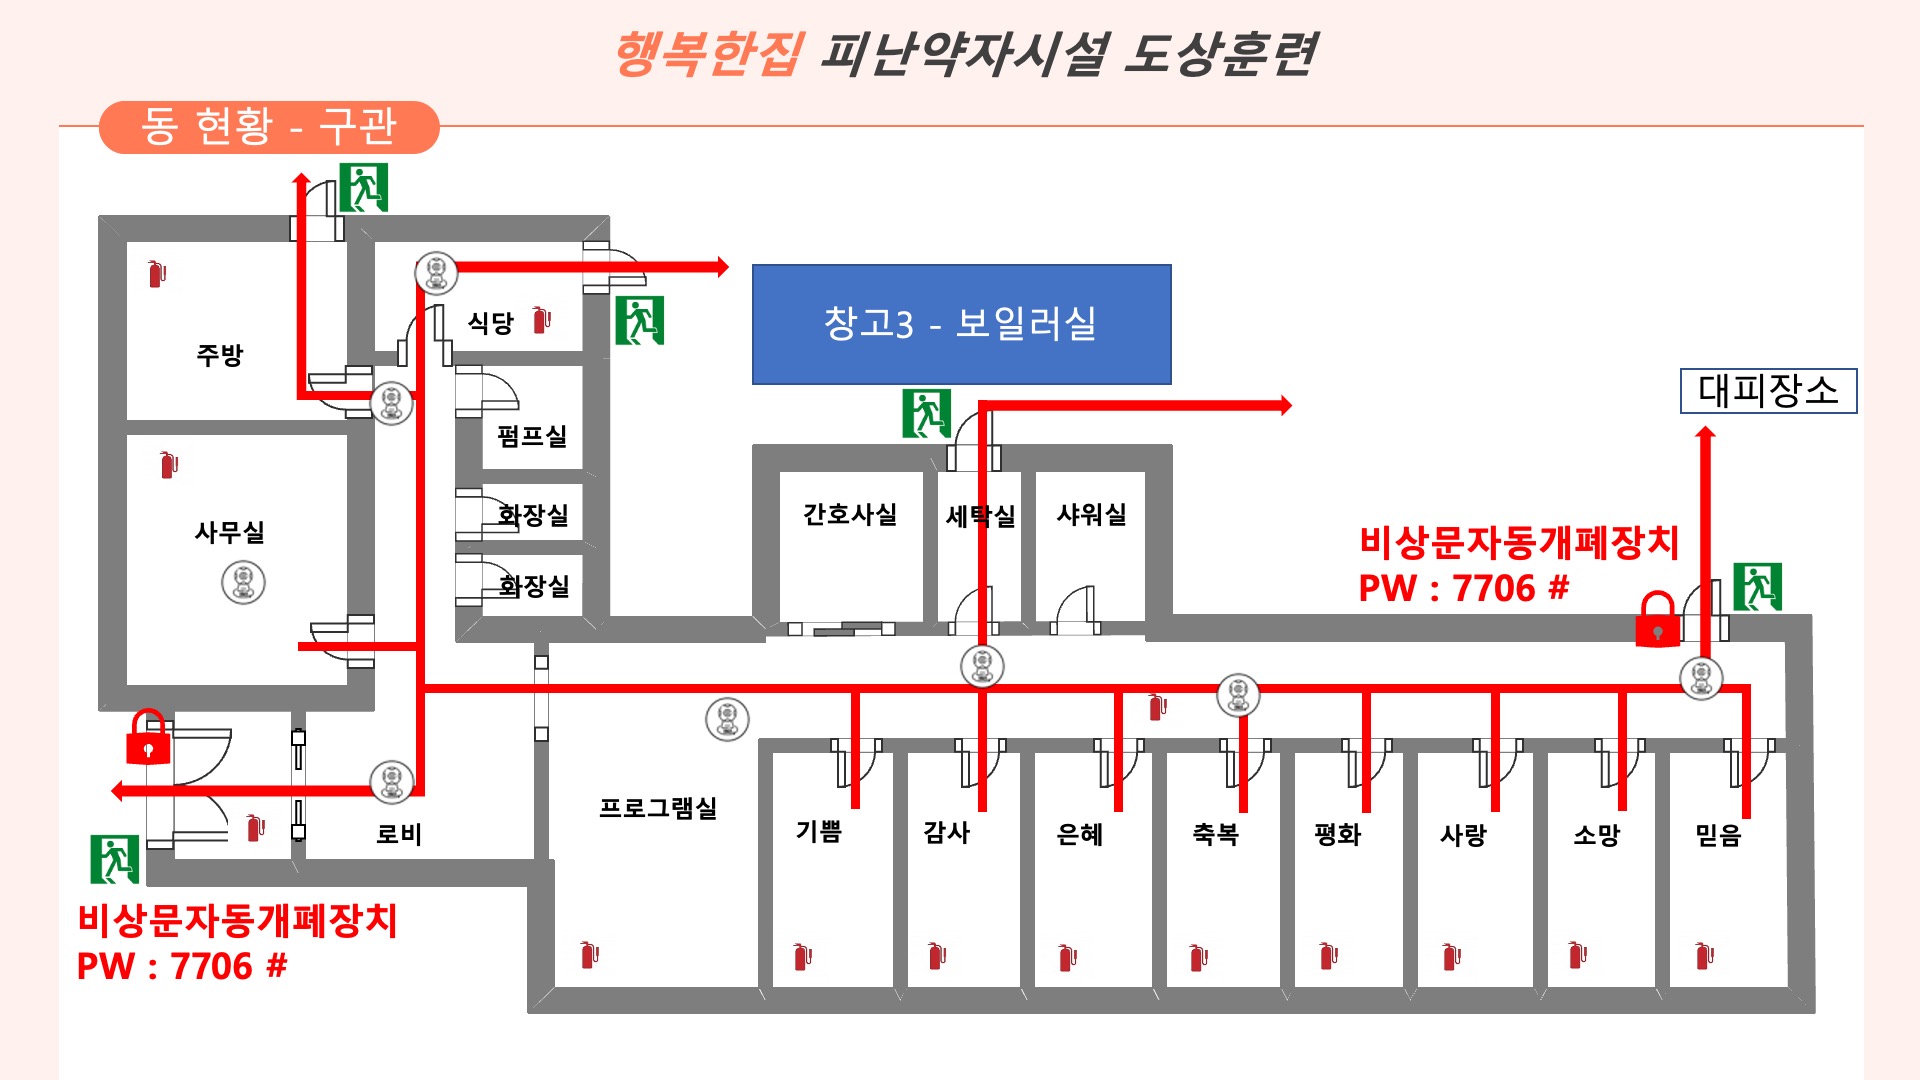 행복한집 피난약자시설 도상훈련
동 현황 - 구관
식당
창고3 - 보일러실
주방
대피장소
펌프실
간호사실
세탁실
샤워실
화장실
사무실
비상문자동개폐장치
PW : 7706 #
화장실
프로그램실
로비
기쁨
감사
은혜
축복
평화
사랑
소망
믿음
비상문자동개폐장치
PW : 7706 #